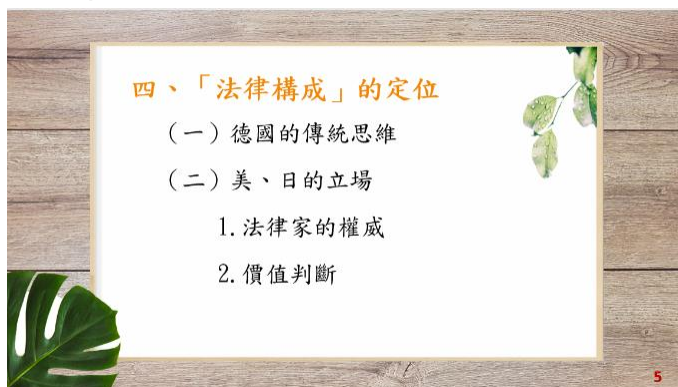 四、「法律構成」的定位
（一）德國的傳統思維
（二）美、日的立場
1.法律家的權威
2.價值判斷
5